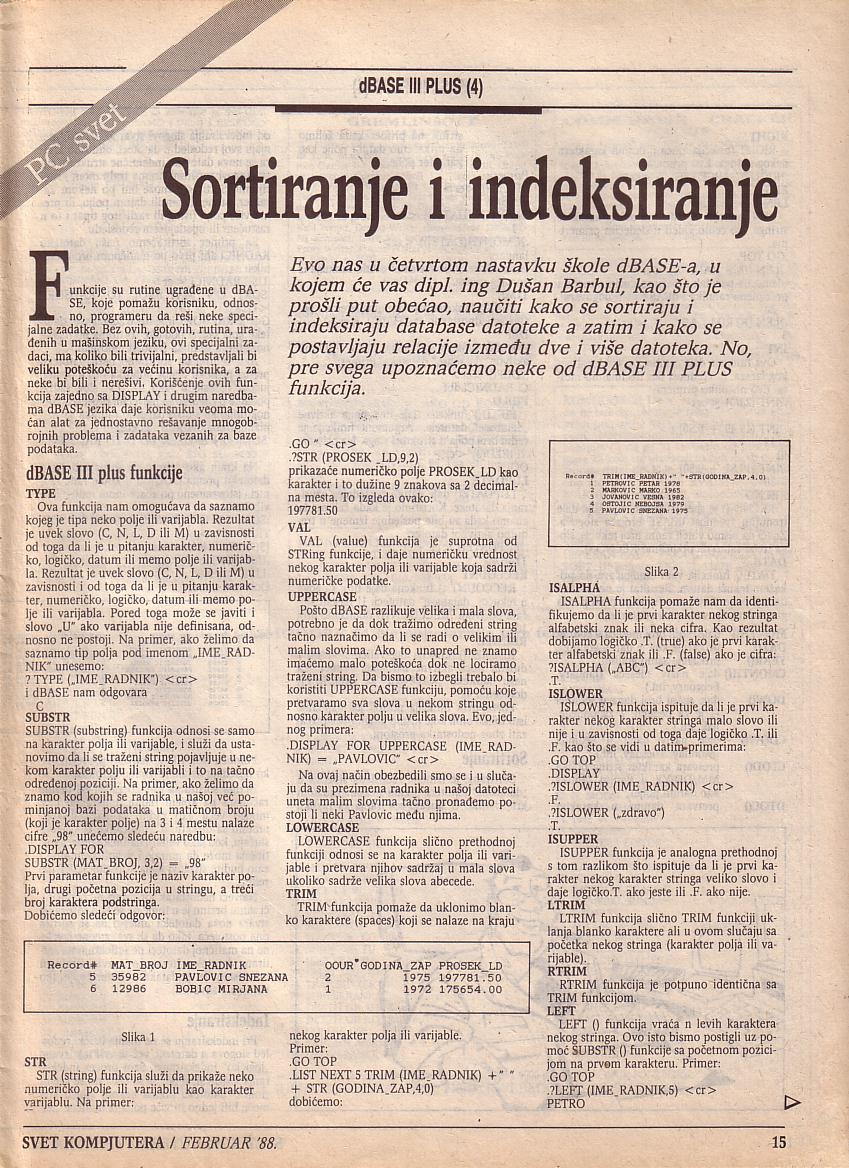 dBASE III PLUS (4)
PC svet
Sortiranje i indeksiranje
Evo nas u četvrtom nastavku škole dBASE-a, u
kojem će vas dipl. ing Dušan Barbul, kao što je
prošli put obećao, naučiti kako se sortiraju i
indeksiraju database datoteke a zatim i kako se
postavljaju relacije između dve i više datoteka. No,
pre svega upoznaćemo neke od dBASE III PLUS
funkcija.
Funkcije su rutine ugrađene u dBA-
SE, koje pomažu korisniku, odnos-
no, programeru da reši neke speci-
jalne zadatke. Bez ovih, gotovih, rutina, ura-
đenih u mašinskom jeziku, ovi specijalni za-
daci, ma koliko bili trivijalni, predstavljali bi
veliku poteškoću za većinu korisnika, a za
neke bi bili i nerešivi. Korišćenje ovih fun-
kcija zajedno sa DISPLAY i drugim naredba-
ma dBASE jezika daje korisniku veoma mo-
ćan alat za jednostavno rešavanje mnogob-
rojnih problema i zadataka vezanih za baze
podataka.
dBASE III plus funkcije
TYPE
Ova funkcija nam omogućava da saznamo
kojeg je tipa neko polje ili varijabla. Rezultat
je uvek slovo (C, N, L, D ili M) u zavisnosti
od toga da li je u pitanju karakter, numerič-
ko, logičko, datum ili memo polje ili varijab-
la. Rezultat je uvek slovo (C, N, L, D ili M) u
zavisnosti i od toga da li je u pitanju karak-
ter, numeričko, logičko, datum ili memo po-
lje ili varijabla. Pored toga može se javiti i
slovo „U" ako varijabla nije definisana, od-
nosno ne postoji. Na primer, ako želimo da
saznamo tip polja pod imenom „IME_RAD-
NIK" unesemo:
? TYPE („IME_RADNIK") <cr>
i dBASE nam odgovara
C
SUBSTR
SUBSTR (substring) funkcija odnosi se samo
na karakter polja ili varijable, i služi da usta-
novimo da li se traženi string pojavljuje u ne-
kom karakter polju ili varijabli i to na tačno
određenoj poziciji. Na primer, ako želimo da
znamo kod kojih se radnika u našoj već po-
minjanoj bazi podataka u matičnom broju
(koji je karakter polje) na 3 i 4 mestu nalaze
cifre „98" unećemo sledeću naredbu:
.DISPLAY FOR
SUBSTR (MAT_BROJ, 3,2) = „98"
Prvi parametar funkcije je naziv karakter po-
lja, drugi početna pozicija u stringu, a treći
broj karaktera podstringa.
Dobićemo sledeći odgovor:
Record# MAT_BROJ IME_RADNIK OOUR GODINA_ZAP PROSEK_LD
5 35982 PAVLOVIC SNEZANA 2 1975 197781.50
6 12986 BOBIC MIRJANA 1 1972 175654.00
Slika 1
STR
STR (string) funkcija služi da prikaže neko
numeričko polje ili varijablu kao karakter
varijablu. Na primer:
.GO " <cr>
.?STR (PROSEK_LD,9,2)
prikazaće numeričko polje PROSEK_LD kao
karakter i to dužine 9 znakova sa 2 decimal-
na mesta. To izgleda ovako:
197781.50
VAL
VAL (value) funkcija je suprotna od
STRing funkcije, i daje numeričku vrednost
nekog karakter polja ili varijable koja sadrži
numeričke podatke.
UPPERCASE
Pošto dBASE razlikuje velika i mala slova,
potrebno je da dok tražimo određeni string
tačno naznačimo da li se radi o velikim ili
malim slovima. Ako to unapred ne znamo
imaćemo malo poteškoća dok ne lociramo
traženi string. Da bismo to izbegli trebalo bi
koristiti UPPERCASE funkciju, pomoću koje
pretvaramo sva slova u nekom stringu od-
nosno karakter polju u velika slova. Evo, jed-
nog primera:
.DISPLAY FOR UPPERCASE (IME_RAD-
NIK) = „PAVLOVIC" <cr>
Na ovaj način obezbedili smo se i u sluča-
ju da su prezimena radnika u našoj datoteci
uneta malim slovima tačno pronađemo po-
stoji li neki Pavlovic među njima.
LOWERCASE
LOWERCASE funkcija slično prethodnoj
funkciji odnosi se na karakter polja ili vari-
jable i pretvara njihov sadržaj u mala slova
ukoliko sadrže velika slova abecede.
TRIM
TRIM funkcija pomaže da uklonimo blan-
ko karaktere (spaces) koji se nalaze na kraju
nekog karakter polja ili varijable.
Primer:
.GO TOP
.LIST NEXT 5 TRIM (IME_RADNIK) +" "
+ STR (GODINA_ZAP,4,0)
dobićemo:
Record# TRIM(IME_RADNIK)+" "+STR(GODINA_ZAP,4,0)
1 PETROVIC PETAR 1978
2 MARKOVIC MARKO 1965
3 JOVANOVIC VESNA 1982
4 OSTOJIC NEBOJSA 1979
5 PAVLOVIC SNEZANA 1975
Slika 2
ISALPHA
ISALPHA funkcija pomaže nam da identi-
fikujemo da li je prvi karakter nekog stringa
alfabetski znak ili neka cifra. Kao rezultat
dobijamo logičko .T. (true) ako je prvi karak-
ter alfabetski znak ili .F. (false) ako je cifra:
?ISALPHA („ABC") <cr>
.T.
ISLOWER
ISLOWER funkcija ispituje da li je prvi ka-
rakter nekog karakter stringa malo slovo ili
nije i u zavisnosti od toga daje logičko .T. ili
.F. kao što se vidi u datim primerima:
.GO TOP
.DISPLAY
.?ISLOWER (IME_RADNIK) <cr>
.F.
.?ISLOWER („zdravo")
.T.
ISUPPER
ISUPPER funkcija je analogna prethodnoj
s tom razlikom što ispituje da li je prvi ka-
rakter nekog karakter stringa veliko slovo i
daje logičko.T. ako jeste ili .F. ako nije.
LTRIM
LTRIM funkcija slično TRIM funkciji uk-
lanja blanko karaktere ali u ovom slučaju sa
početka nekog stringa (karakter polja ili va-
rijable).
RTRIM
RTRIM funkcija je potpuno identična sa
TRIM funkcijom.
LEFT
LEFT () funkcija vraća n levih karaktera
nekog stringa. Ovo isto bismo postigli uz po-
moć SUBSTR () funkcije sa početnom pozici-
jom na prvom karakteru. Primer:
.GO TOP
.?LEFT (IME_RADNIK,5) <cr>
PETRO
SVET KOMPJUTERA / FEBRUAR '88.
15